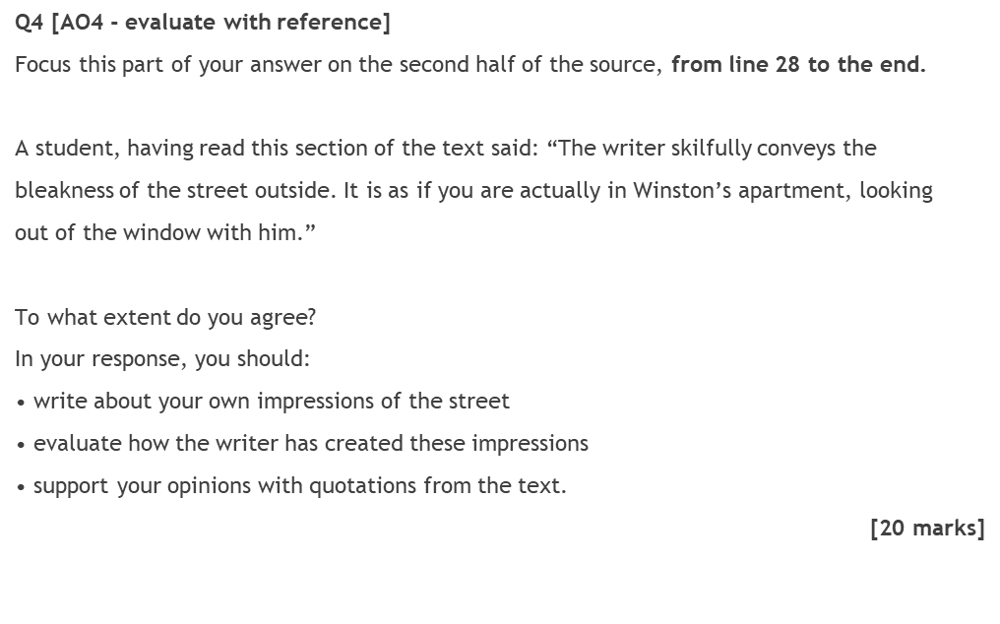 Q4 [AO4 - evaluate with reference]
Focus this part of your answer on the second half of the source, from line 28 to the end.
A student, having read this section of the text said: “The writer skilfully conveys the
bleakness of the street outside. It is as if you are actually in Winston’s apartment, looking
out of the window with him.”
To what extent do you agree?
In your response, you should:
• write about your own impressions of the street
• evaluate how the writer has created these impressions
• support your opinions with quotations from the text.
[20 marks]